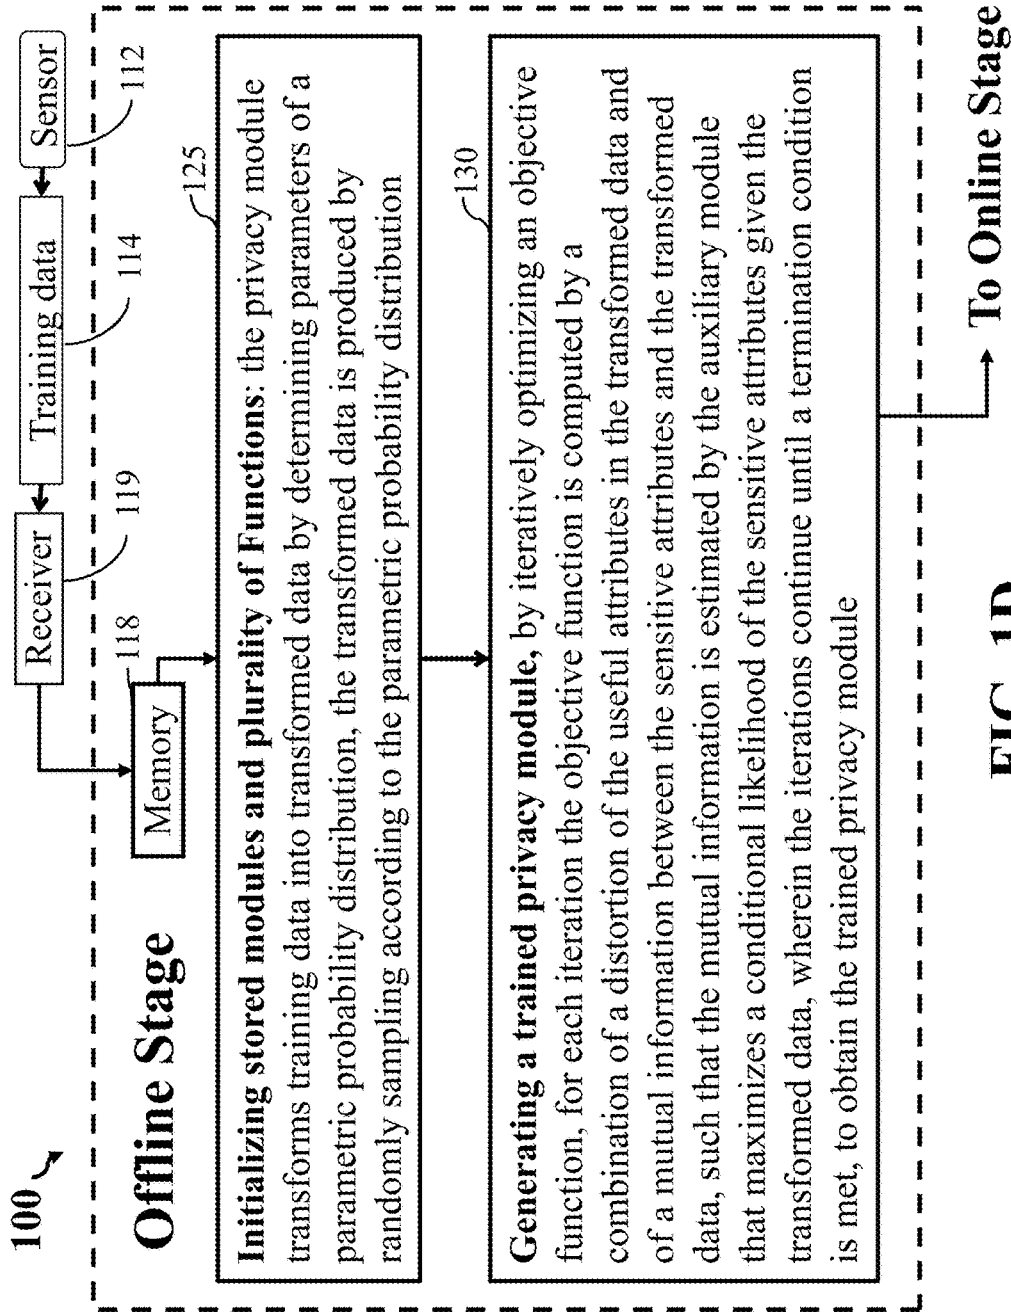 100
Sensor
112
Training data
114
Receiver
119
Offline Stage
Memory
118
125
Initializing stored modules and plurality of Functions: the privacy module
transforms training data into transformed data by determining parameters of a
parametric probability distribution, the transformed data is produced by
randomly sampling according to the parametric probability distribution
130
Generating a trained privacy module, by iteratively optimizing an objective
function, for each iteration the objective function is computed by a
combination of a distortion of the useful attributes in the transformed data and
of a mutual information between the sensitive attributes and the transformed
data, such that the mutual information is estimated by the auxiliary module
that maximizes a conditional likelihood of the sensitive attributes given the
transformed data, wherein the iterations continue until a termination condition
is met, to obtain the trained privacy module
To Online Stage
FIG. 1D